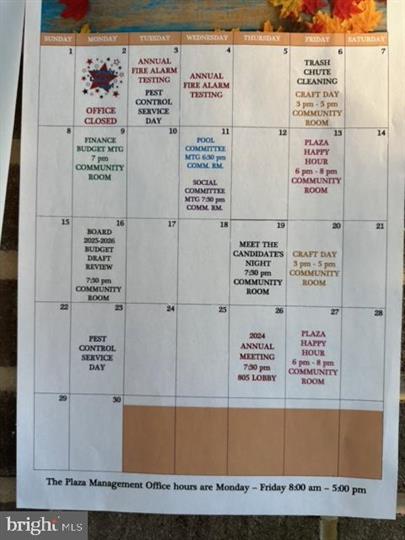 SUNDAY MONDAY TUESDAY WEDNESDAY THURSDAY FRIDAY SATURDAY
1 2 3 4 5 6 7
OFFICE
CLOSED
ANNUAL
FIRE ALARM
TESTING
PEST
CONTROL
SERVICE
DAY
ANNUAL
FIRE ALARM
TESTING
TRASH
CHUTE
CLEANING
CRAFT DAY
3 pm - 5 pm
COMMUNITY
ROOM
8 9 10 11 12 13 14
FINANCE
BUDGET MTG
7 pm
COMMUNITY
ROOM
POOL
COMMITTEE
MTG 6:30 pm
COMM. RM.
SOCIAL
COMMITTEE
MTG 7:30 pm
COMM. RM.
PLAZA
HAPPY
HOUR
6 pm - 8 pm
COMMUNITY
ROOM
15 16 17 18 19 20 21
BOARD
2025-2026
BUDGET
DRAFT
REVIEW
7:30 pm
COMMUNITY
ROOM
MEET THE
CANDIDATE'S
NIGHT
7:30 pm
COMMUNITY
ROOM
CRAFT DAY
3 pm - 5 pm
COMMUNITY
ROOM
22 23 24 25 26 27 28
PEST
CONTROL
SERVICE
DAY
2024
ANNUAL
MEETING
7:30 pm
805 LOBBY
PLAZA
HAPPY
HOUR
6 pm - 8 pm
COMMUNITY
ROOM
29 30
The Plaza Management Office hours are Monday – Friday 8:00 am – 5:00 pm
bright MLS